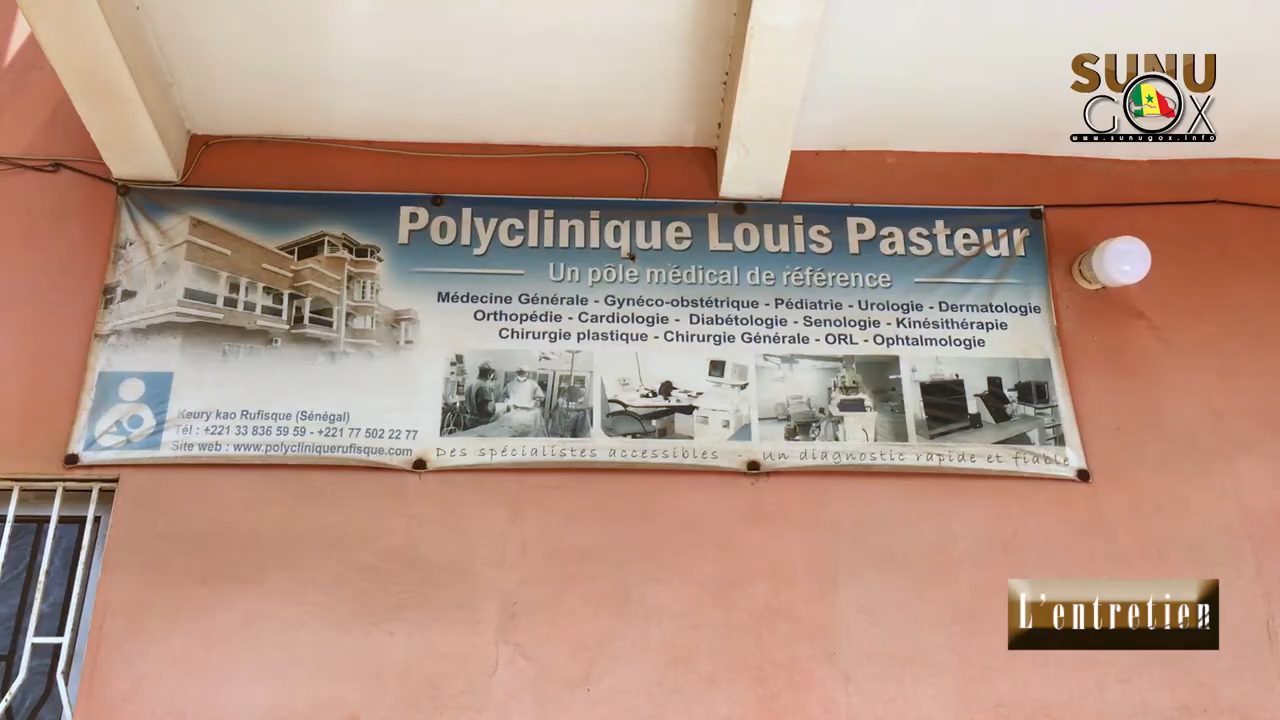 SUNU
GOX
www.sunugox.info
Polyclinique Louis Pasteur
Un pôle médical de référence
Médecine Générale - Gynéco-obstétrique - Pédiatrie - Urologie - Dermatologie
Orthopédie - Cardiologie - Diabétologie - Senologie - Kinésithérapie
Chirurgie plastique - Chirurgie Générale - ORL - Ophtalmologie
Keury kao Rufisque (Sénégal)
Tél : +221 33 836 59 59 - +221 77 502 22 77
Site web : www.polycliniquerufisque.com
Des spécialistes accessibles - Un diagnostic rapide et fiable
L'entretien